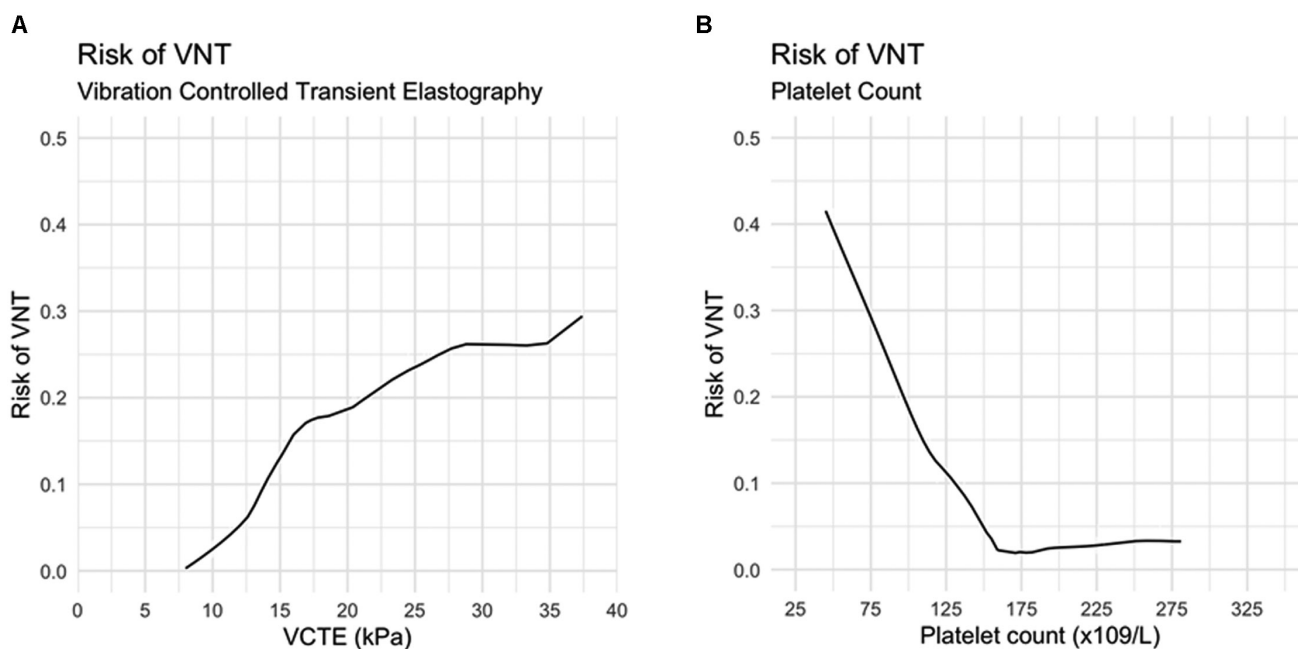 A
Risk of VNT
Vibration Controlled Transient Elastography
0.5
0.4
0.3
0.2
0.1
0.0
Risk of VNT
0 5 10 15 20 25 30 35 40
VCTE (kPa)
B
Risk of VNT
Platelet Count
0.5
0.4
0.3
0.2
0.1
0.0
Risk of VNT
25 75 125 175 225 275 325
Platelet count (x109/L)